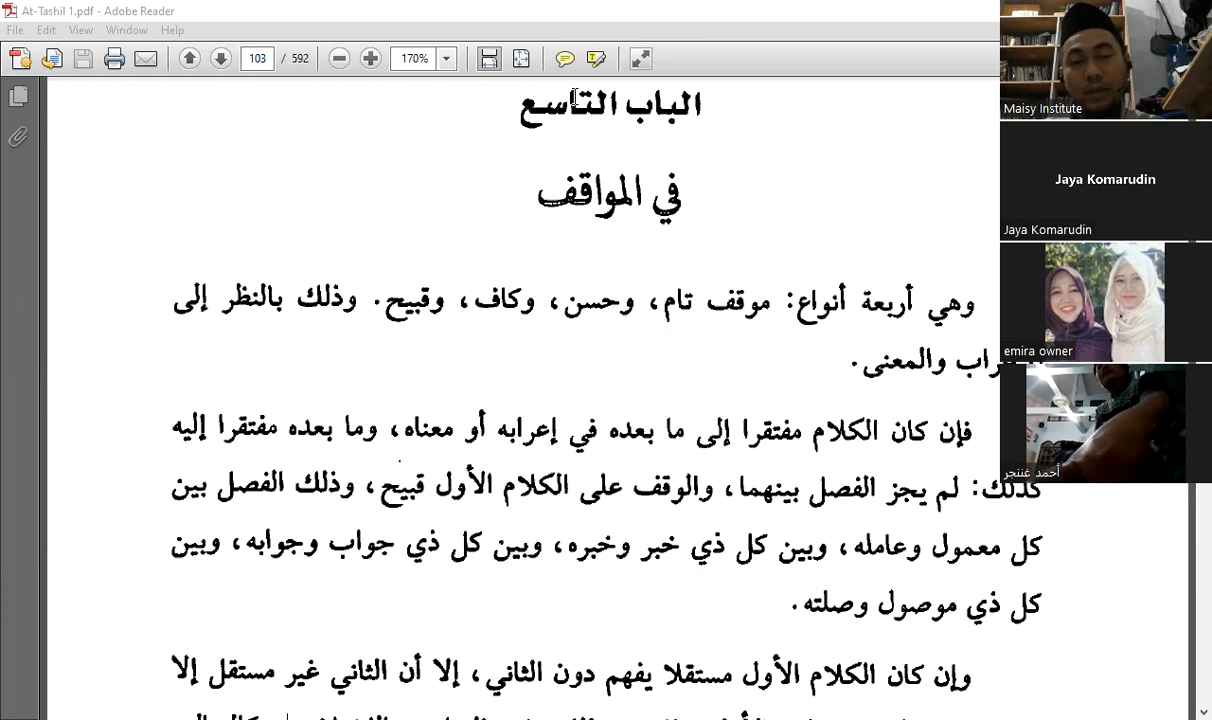 At-Tashil 1.pdf - Adobe Reader
File Edit View Window Help
103 / 592 170%
الباب التاسع
في المواقف
وهي أربعة أنواع: موقف تام، وحسن، وكاف، وقبيح. وذلك بالنظر إلى
والمعنى.
فإن كان الكلام مفتقرا إلى ما بعده في إعرابه أو معناه، وما بعده مفتقرا إليه
كذلك: لم يجز الفصل بينهما، والوقف على الكلام الأول قبيح، وذلك الفصل بين
كل معمول وعامله، وبين كل ذي خبر وخبره، وبين كل ذي جواب وجوابه، وبين
كل ذي موصول وصلته.
وإن كان الكلام الأول مستقلا يفهم دون الثاني، إلا أن الثاني غير مستقل إلا
Maisy Institute
Jaya Komarudin
Jaya Komarudin
emira owner
أحمد غننجر